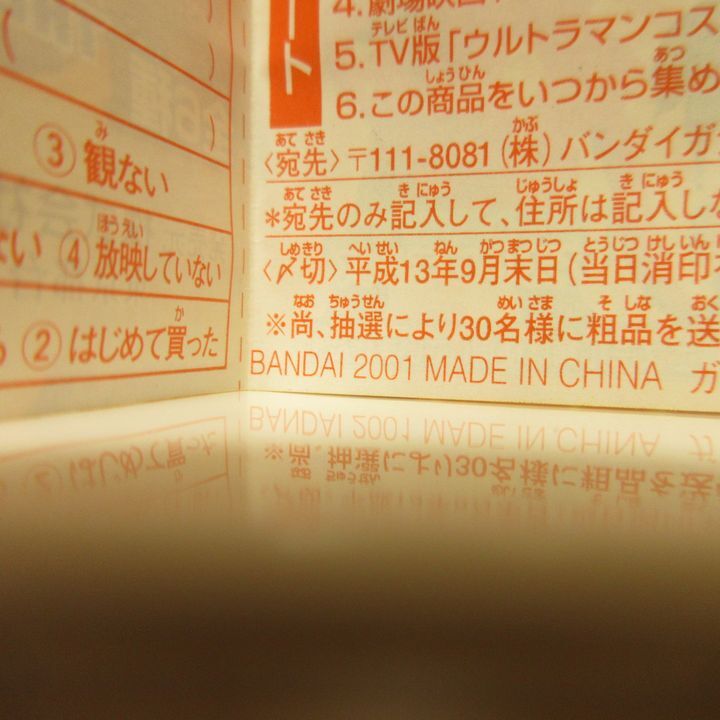 ③ 観ない
ない ④ 放映していない
② はじめて買った
ート
4.劇場映画
5.TV版「ウルトラマンコス
6.この商品をいつから集め
〈宛先〉〒111-8081(株)バンダイガ
*宛先のみ記入して、住所は記入しな
〈〆切〉平成13年9月末日(当日消印
※尚、抽選により30名様に粗品を送
BANDAI 2001 MADE IN CHINA ガ